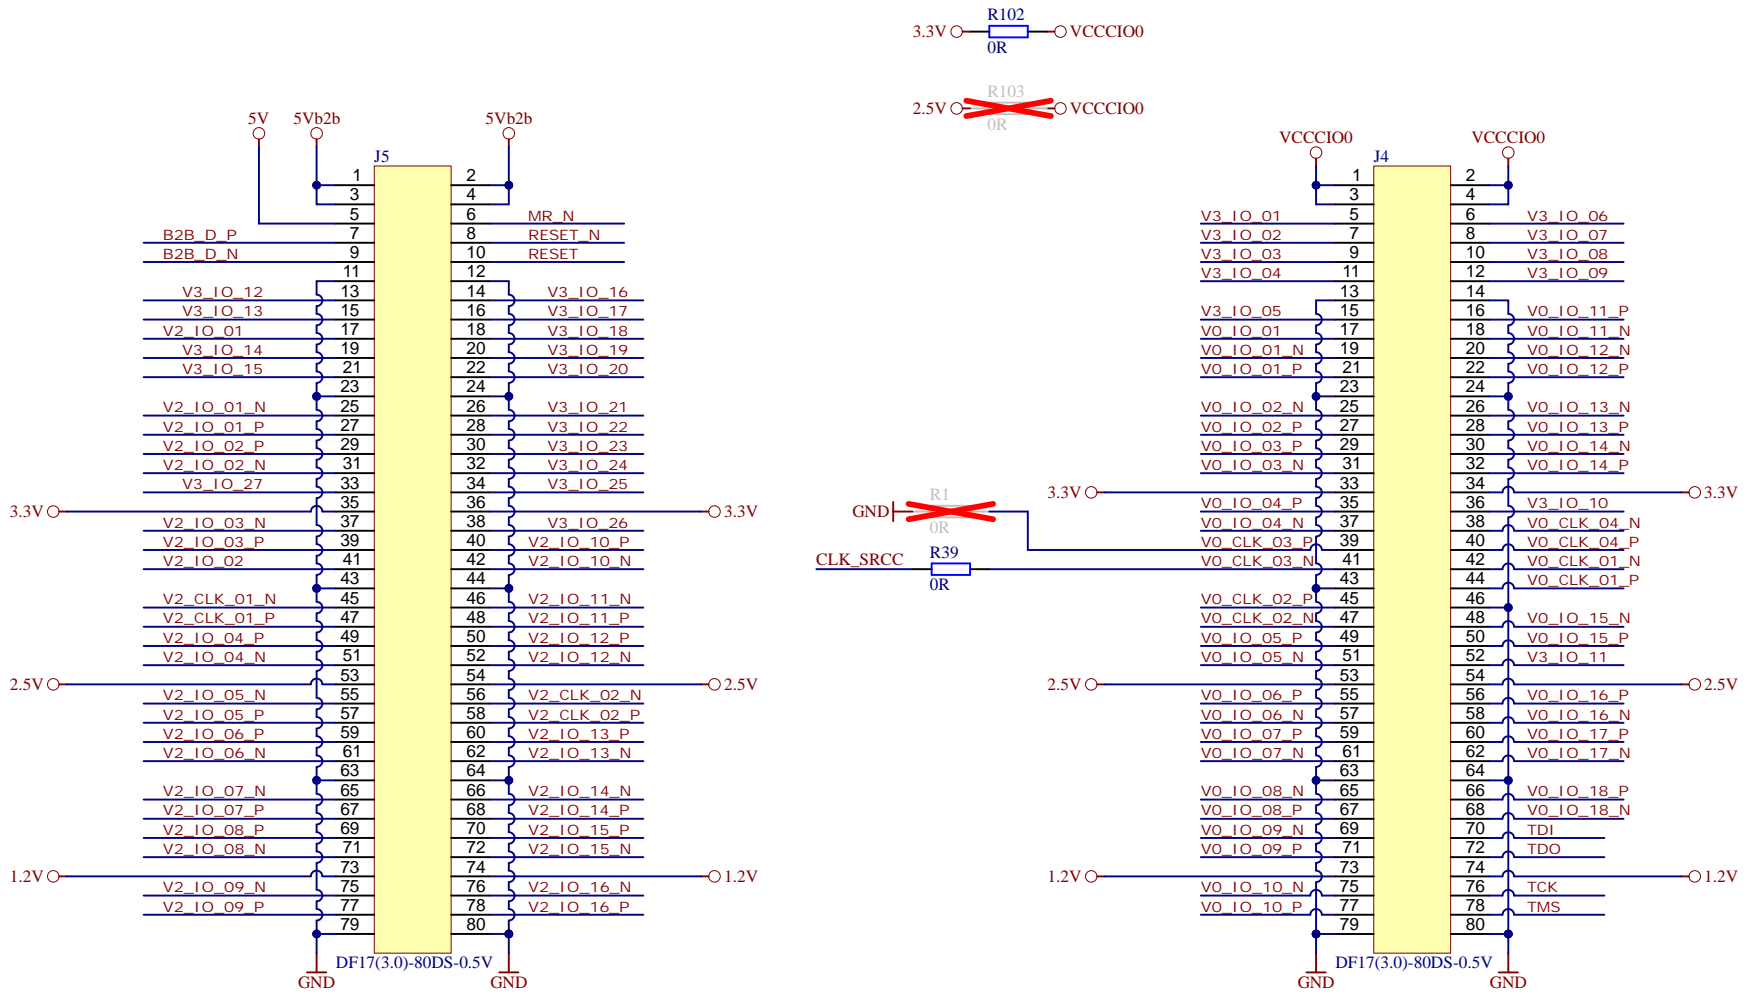 R102
3.3V VCCCIO0
0R
R103
2.5V VCCCIO0
0R
5V 5Vb2b 5Vb2b
J5
1 2
3 4
5 6 MR_N
B2B_D_P 7 8 RESET_N
B2B_D_N 9 10 RESET
11 12
V3_IO_12 13 14 V3_IO_16
V3_IO_13 15 16 V3_IO_17
V2_IO_01 17 18 V3_IO_18
V3_IO_14 19 20 V3_IO_19
V3_IO_15 21 22 V3_IO_20
23 24
V2_IO_01_N 25 26 V3_IO_21
V2_IO_01_P 27 28 V3_IO_22
V2_IO_02_P 29 30 V3_IO_23
V2_IO_02_N 31 32 V3_IO_24
V3_IO_27 33 34 V3_IO_25
3.3V 35 36 3.3V
V2_IO_03_N 37 38 V3_IO_26
V2_IO_03_P 39 40 V2_IO_10_P
V2_IO_02 41 42 V2_IO_10_N
43 44
V2_CLK_01_N 45 46 V2_IO_11_N
V2_CLK_01_P 47 48 V2_IO_11_P
V2_IO_04_P 49 50 V2_IO_12_P
V2_IO_04_N 51 52 V2_IO_12_N
2.5V 53 54 2.5V
V2_IO_05_N 55 56 V2_CLK_02_N
V2_IO_05_P 57 58 V2_CLK_02_P
V2_IO_06_P 59 60 V2_IO_13_P
V2_IO_06_N 61 62 V2_IO_13_N
63 64
V2_IO_07_N 65 66 V2_IO_14_N
V2_IO_07_P 67 68 V2_IO_14_P
V2_IO_08_P 69 70 V2_IO_15_P
V2_IO_08_N 71 72 V2_IO_15_N
1.2V 73 74 1.2V
V2_IO_09_N 75 76 V2_IO_16_N
V2_IO_09_P 77 78 V2_IO_16_P
79 80
DF17(3.0)-80DS-0.5V
GND GND
VCCCIO0 VCCCIO0
J4
1 2
3 4
V3_IO_01 5 6 V3_IO_06
V3_IO_02 7 8 V3_IO_07
V3_IO_03 9 10 V3_IO_08
V3_IO_04 11 12 V3_IO_09
13 14
V3_IO_05 15 16 V0_IO_11_P
V0_IO_01 17 18 V0_IO_11_N
V0_IO_01_N 19 20 V0_IO_12_N
V0_IO_01_P 21 22 V0_IO_12_P
23 24
V0_IO_02_N 25 26 V0_IO_13_N
V0_IO_02_P 27 28 V0_IO_13_P
V0_IO_03_P 29 30 V0_IO_14_N
V0_IO_03_N 31 32 V0_IO_14_P
3.3V 33 34 3.3V
R1
V0_IO_04_P 35 36 V3_IO_10
GND
0R
V0_IO_04_N 37 38 V0_CLK_04_N
V0_CLK_03_P 39 40 V0_CLK_04_P
CLK_SRCC R39 V0_CLK_03_N 41 42 V0_CLK_01_N
0R
43 44 V0_CLK_01_P
V0_CLK_02_P 45 46
V0_CLK_02_N 47 48 V0_IO_15_N
V0_IO_05_P 49 50 V0_IO_15_P
V0_IO_05_N 51 52 V3_IO_11
2.5V 53 54 2.5V
V0_IO_06_P 55 56 V0_IO_16_P
V0_IO_06_N 57 58 V0_IO_16_N
V0_IO_07_P 59 60 V0_IO_17_P
V0_IO_07_N 61 62 V0_IO_17_N
63 64
V0_IO_08_N 65 66 V0_IO_18_P
V0_IO_08_P 67 68 V0_IO_18_N
V0_IO_09_N 69 70 TDI
V0_IO_09_P 71 72 TDO
1.2V 73 74 1.2V
V0_IO_10_N 75 76 TCK
V0_IO_10_P 77 78 TMS
79 80
DF17(3.0)-80DS-0.5V
GND GND